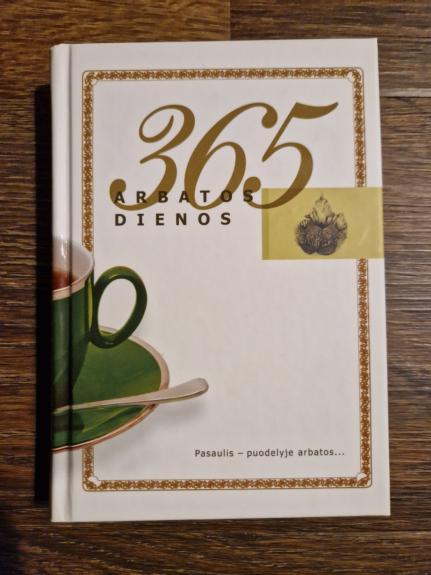 365
ARBATOS
DIENOS
Pasaulis – puodelyje arbatos...